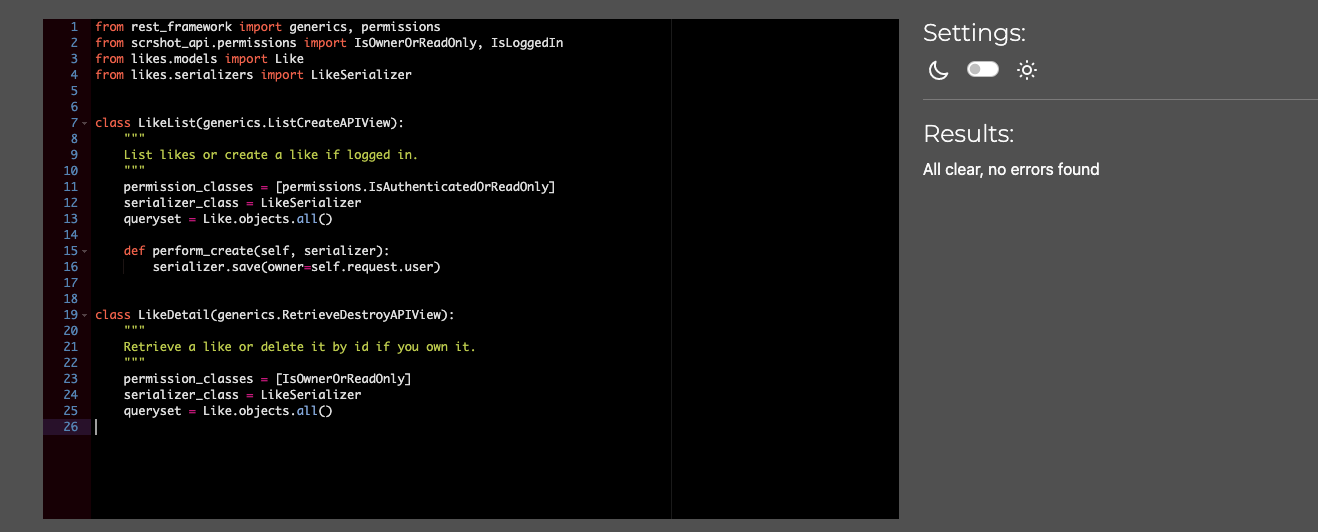 1 from rest_framework import generics, permissions
2 from scrshot_api.permissions import IsOwnerOrReadOnly, IsLoggedIn
3 from likes.models import Like
4 from likes.serializers import LikeSerializer
5
6
7 class LikeList(generics.ListCreateAPIView):
8     """
9     List likes or create a like if logged in.
10     """
11     permission_classes = [permissions.IsAuthenticatedOrReadOnly]
12     serializer_class = LikeSerializer
13     queryset = Like.objects.all()
14
15     def perform_create(self, serializer):
16         serializer.save(owner=self.request.user)
17
18
19 class LikeDetail(generics.RetrieveDestroyAPIView):
20     """
21     Retrieve a like or delete it by id if you own it.
22     """
23     permission_classes = [IsOwnerOrReadOnly]
24     serializer_class = LikeSerializer
25     queryset = Like.objects.all()
26
Settings:
Results:
All clear, no errors found